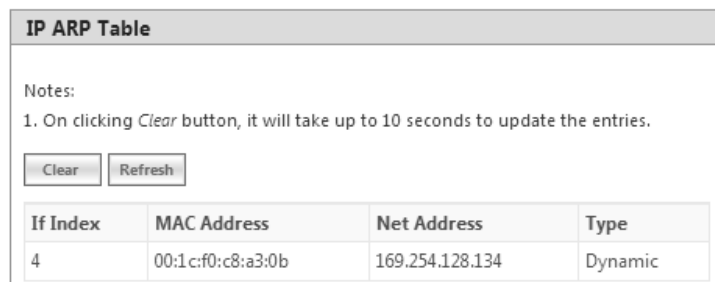 IP ARP Table
Notes:
1. On clicking Clear button, it will take up to 10 seconds to update the entries.
Clear Refresh
If Index MAC Address Net Address Type
4 00:1c:f0:c8:a3:0b 169.254.128.134 Dynamic